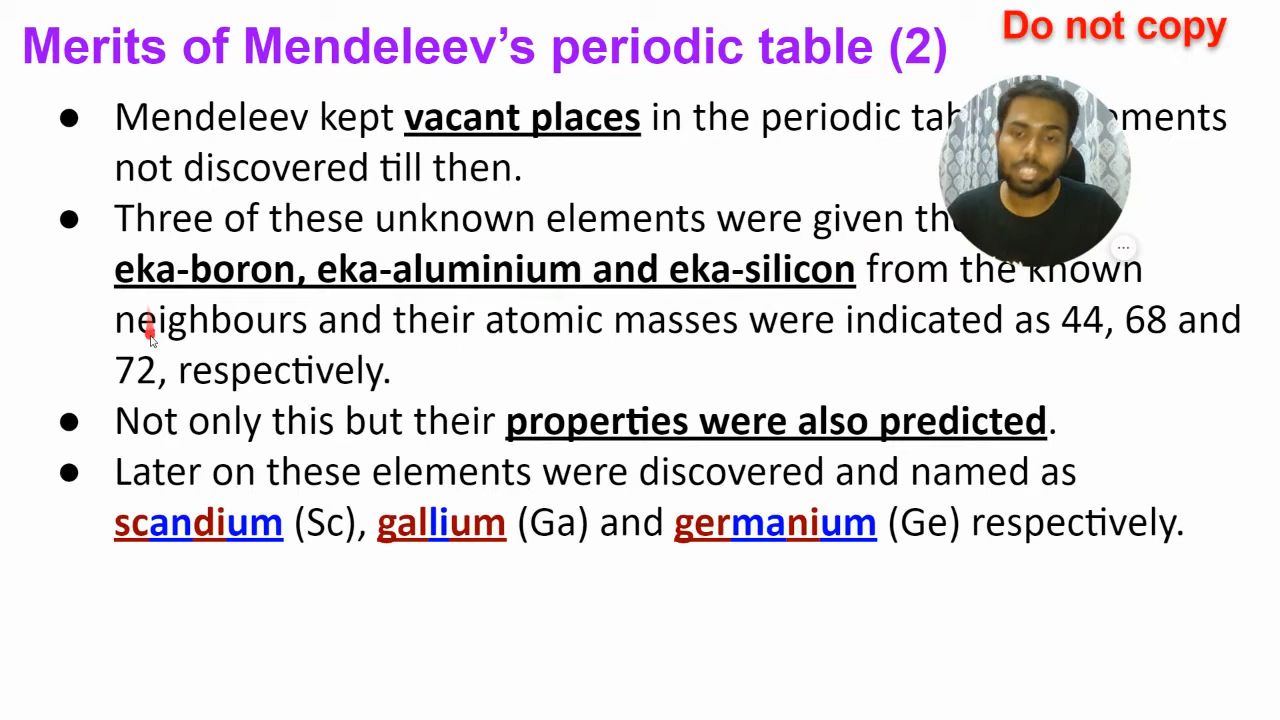 Merits of Mendeleev's periodic table (2)
Do not copy
● Mendeleev kept vacant places in the periodic
not discovered till then.
● Three of these unknown elements were given
eka-boron, eka-aluminium and eka-silicon from the known
neighbours and their atomic masses were indicated as 44, 68 and
72, respectively.
● Not only this but their properties were also predicted.
● Later on these elements were discovered and named as
scandium (Sc), gallium (Ga) and germanium (Ge) respectively.